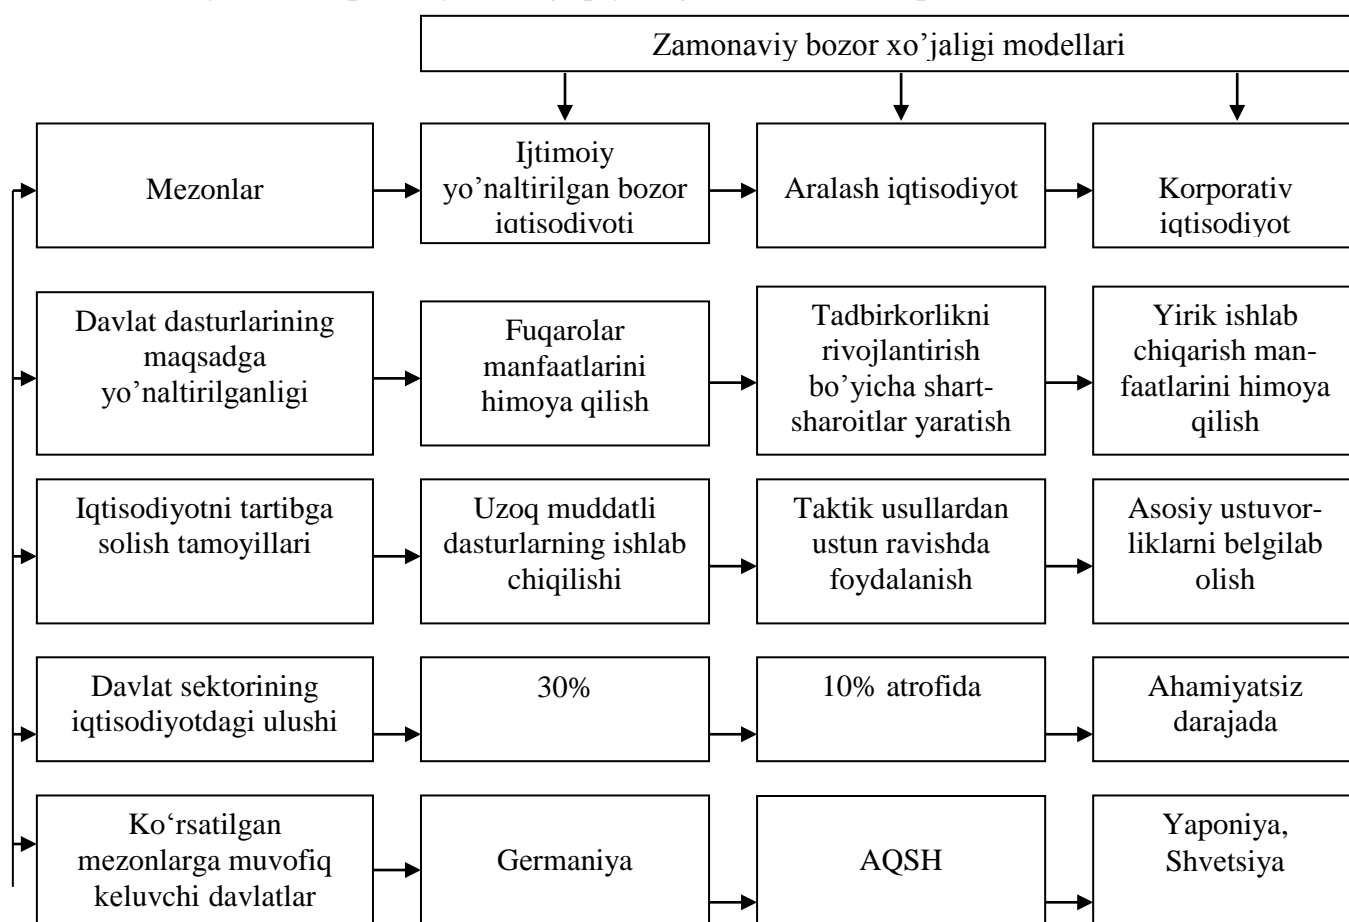 Zamonaviy bozor xo’jaligi modellari
Mezonlar
Ijtimoiy
yo’naltirilgan bozor
iqtisodiyoti
Aralash iqtisodiyot
Korporativ
iqtisodiyot
Davlat dasturlarining
maqsadga
yo’naltirilganligi
Fuqarolar
manfaatlarini
himoya qilish
Tadbirkorlikni
rivojlantirish
bo’yicha shart-
sharoitlar yaratish
Yirik ishlab
chiqarish man-
faatlarini himoya
qilish
Iqtisodiyotni tartibga
solish tamoyillari
Uzoq muddatli
dasturlarning ishlab
chiqilishi
Taktik usullardan
ustun ravishda
foydalanish
Asosiy ustuvor-
liklarni belgilab
olish
Davlat sektorining
iqtisodiyotdagi ulushi
30%
10% atrofida
Ahamiyatsiz
darajada
Ko‘rsatilgan
mezonlarga muvofiq
keluvchi davlatlar
Germaniya
AQSH
Yaponiya,
Shvetsiya